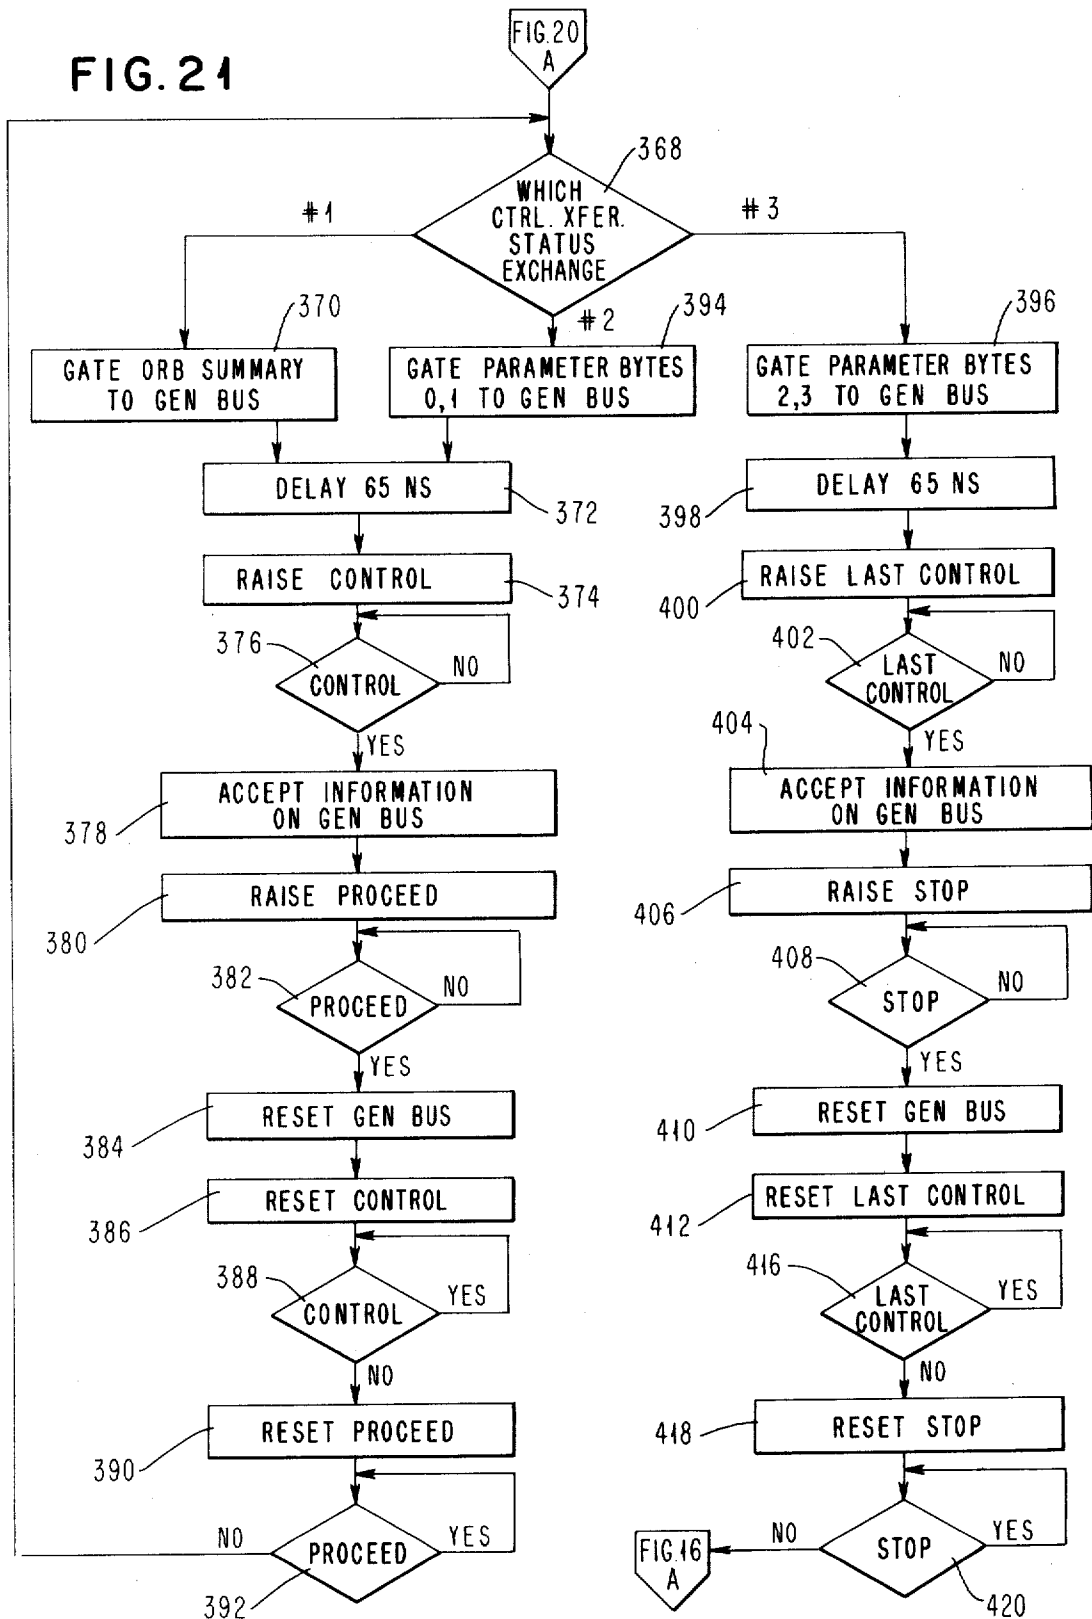 FIG.20
A
FIG. 21
368
WHICH
CTRL. XFER.
STATUS
EXCHANGE
#1
#3
#2
370
394
396
GATE ORB SUMMARY
TO GEN BUS
GATE PARAMETER BYTES
0,1 TO GEN BUS
GATE PARAMETER BYTES
2,3 TO GEN BUS
DELAY 65 NS
372
DELAY 65 NS
398
RAISE CONTROL
374
RAISE LAST CONTROL
400
376
CONTROL
NO
YES
402
LAST
CONTROL
NO
YES
404
ACCEPT INFORMATION
ON GEN BUS
378
ACCEPT INFORMATION
ON GEN BUS
RAISE PROCEED
380
RAISE STOP
406
382
PROCEED
NO
YES
408
STOP
NO
YES
RESET GEN BUS
384
RESET GEN BUS
410
RESET CONTROL
386
RESET LAST CONTROL
412
388
CONTROL
YES
NO
416
LAST
CONTROL
YES
NO
RESET PROCEED
390
RESET STOP
418
NO
PROCEED
YES
392
FIG.16
A
NO
STOP
YES
420